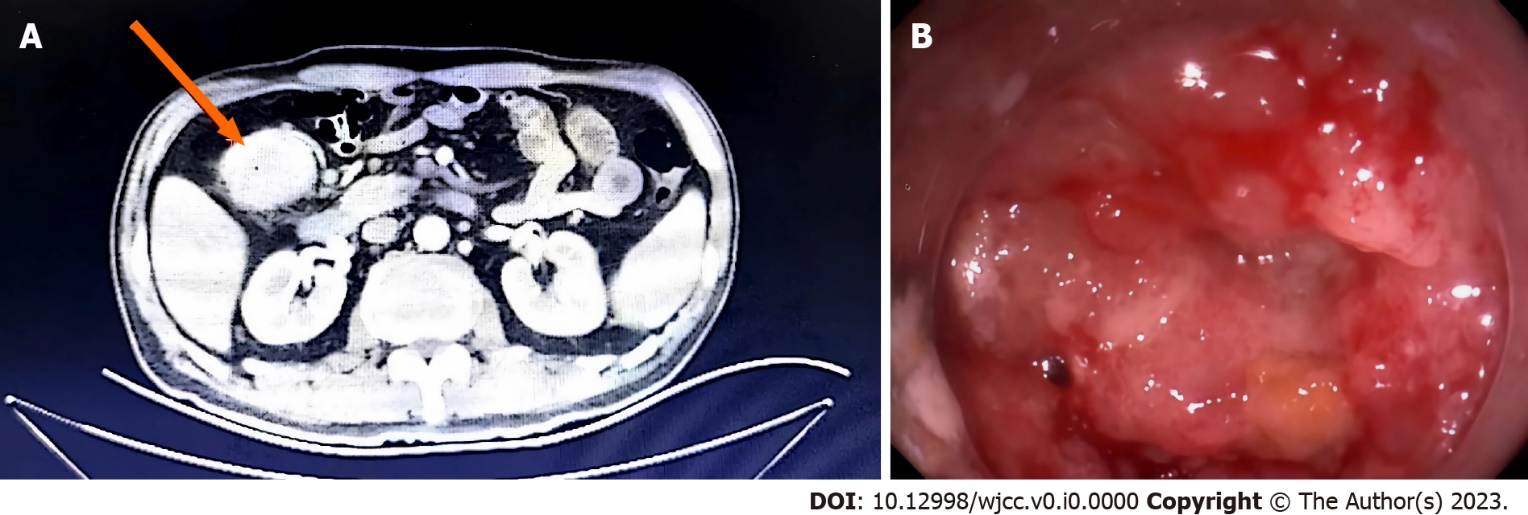 A
B
DOI: 10.12998/wjcc.v0.i0.0000 Copyright © The Author(s) 2023.